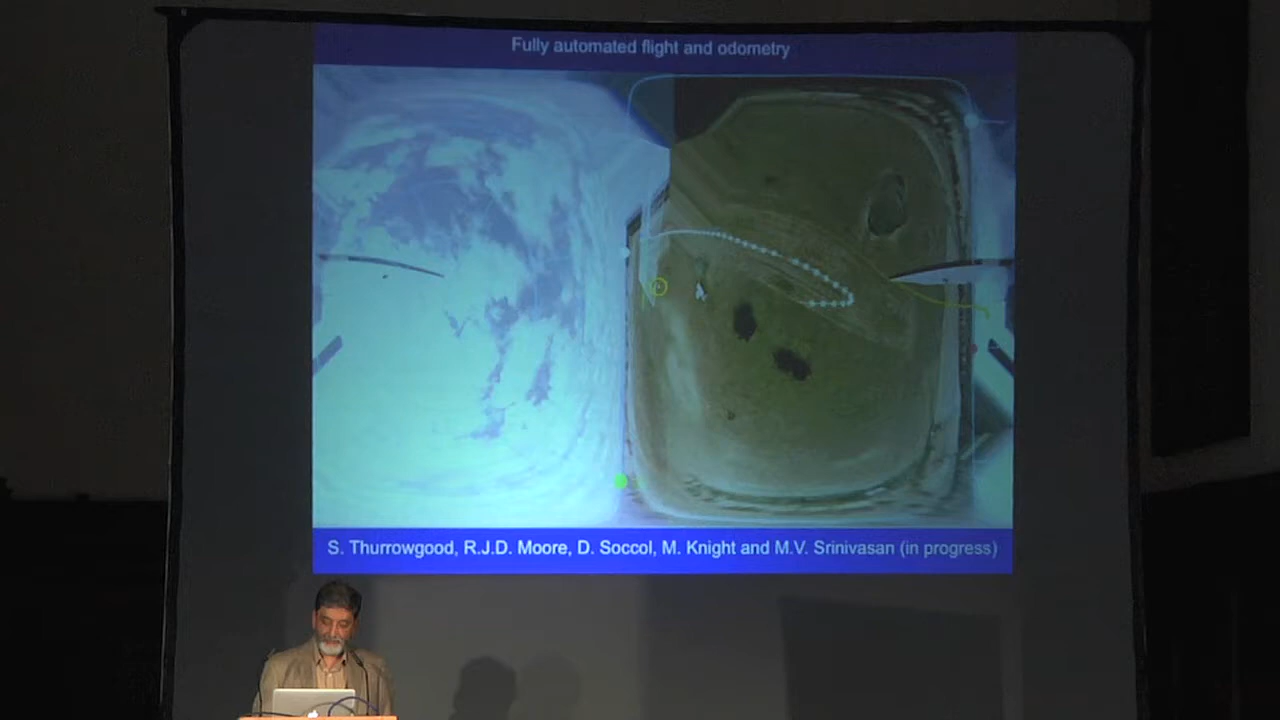 Fully automated flight and odometry
S. Thurrowgood, R.J.D. Moore, D. Soccol, M. Knight and M.V. Srinivasan (in progress)